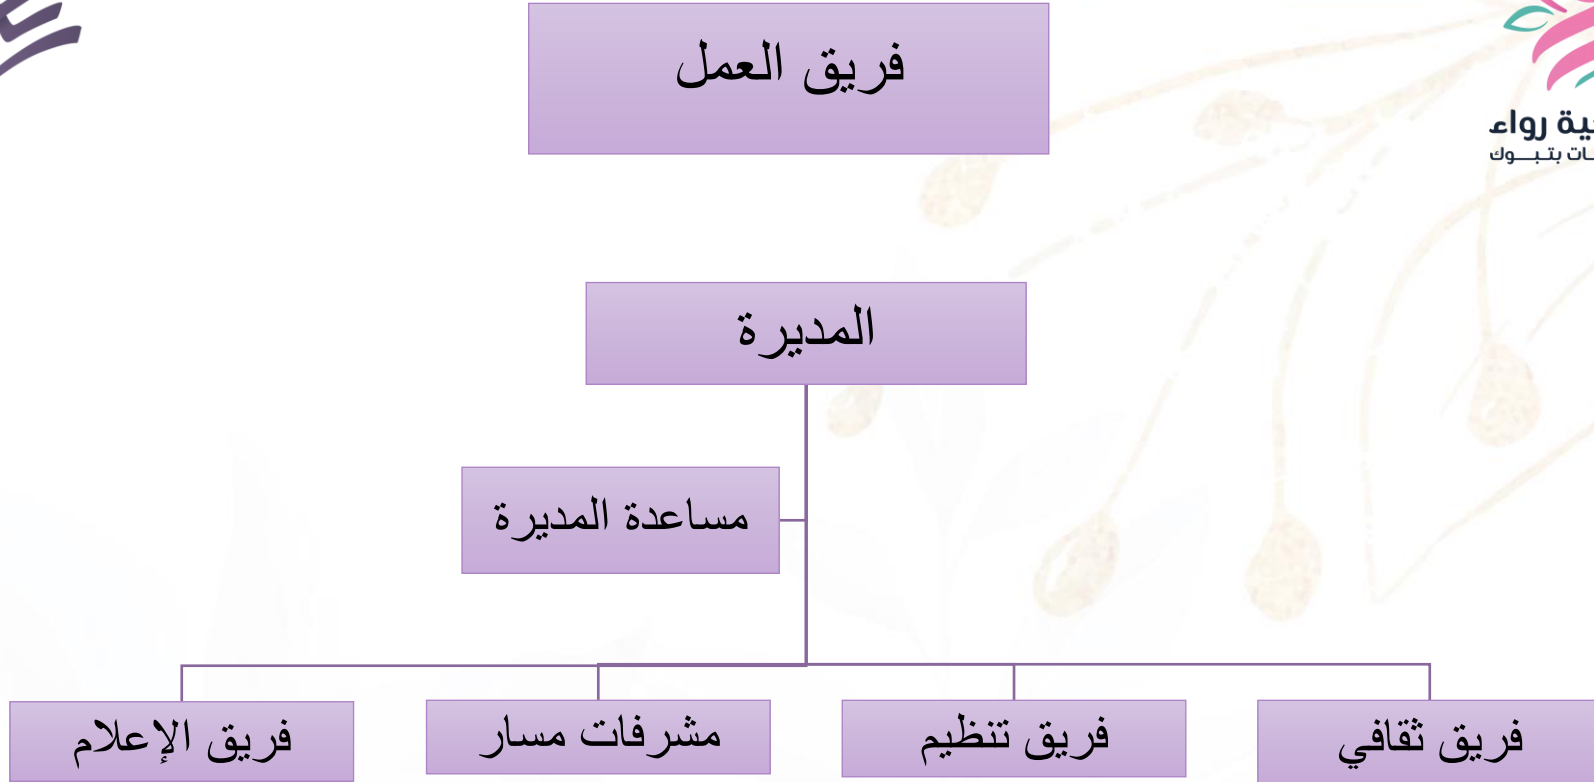 فريق العمل
رواء
بتبوك
المديرة
مساعدة المديرة
فريق ثقافي
فريق تنظيم
مشرفات مسار
فريق الإعلام